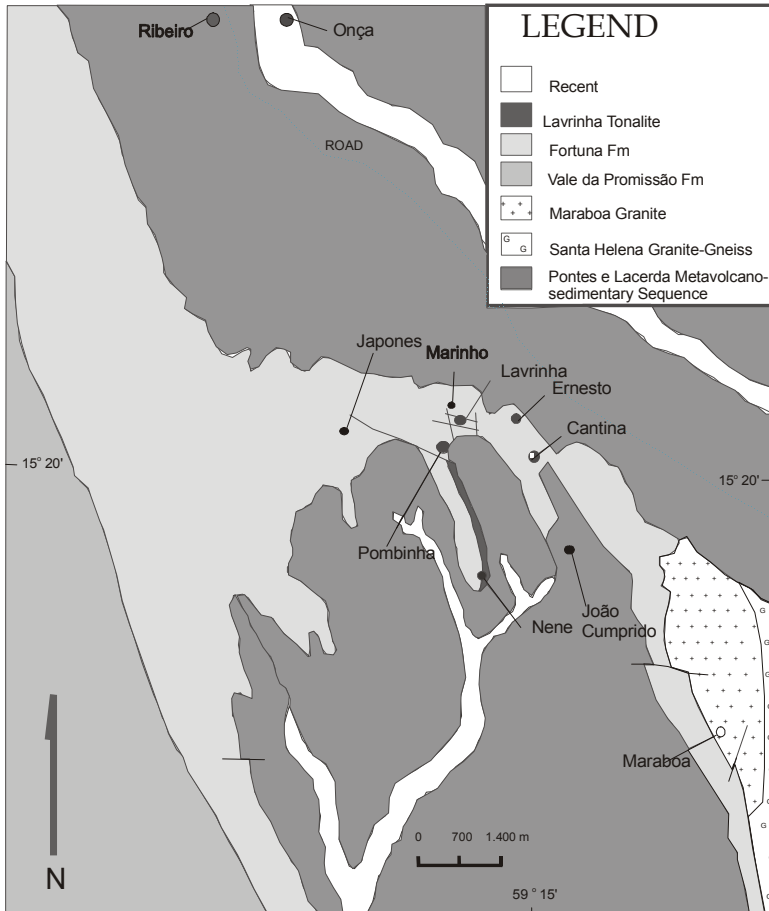 LEGEND
Recent
Lavrinha Tonalite
Fortuna Fm
Vale da Promissão Fm
Maraboa Granite
G
G
Santa Helena Granite-Gneiss
Pontes e Lacerda Metavolcano-
sedimentary Sequence
Ribeiro
Onça
ROAD
Japones
Marinho
Lavrinha
Ernesto
Cantina
15° 20'
15° 20'
Pombinha
Nene
João
Cumprido
G
G
G
G
G
Maraboa
G
G
G
N
0 700 1.400 m
59 ° 15'